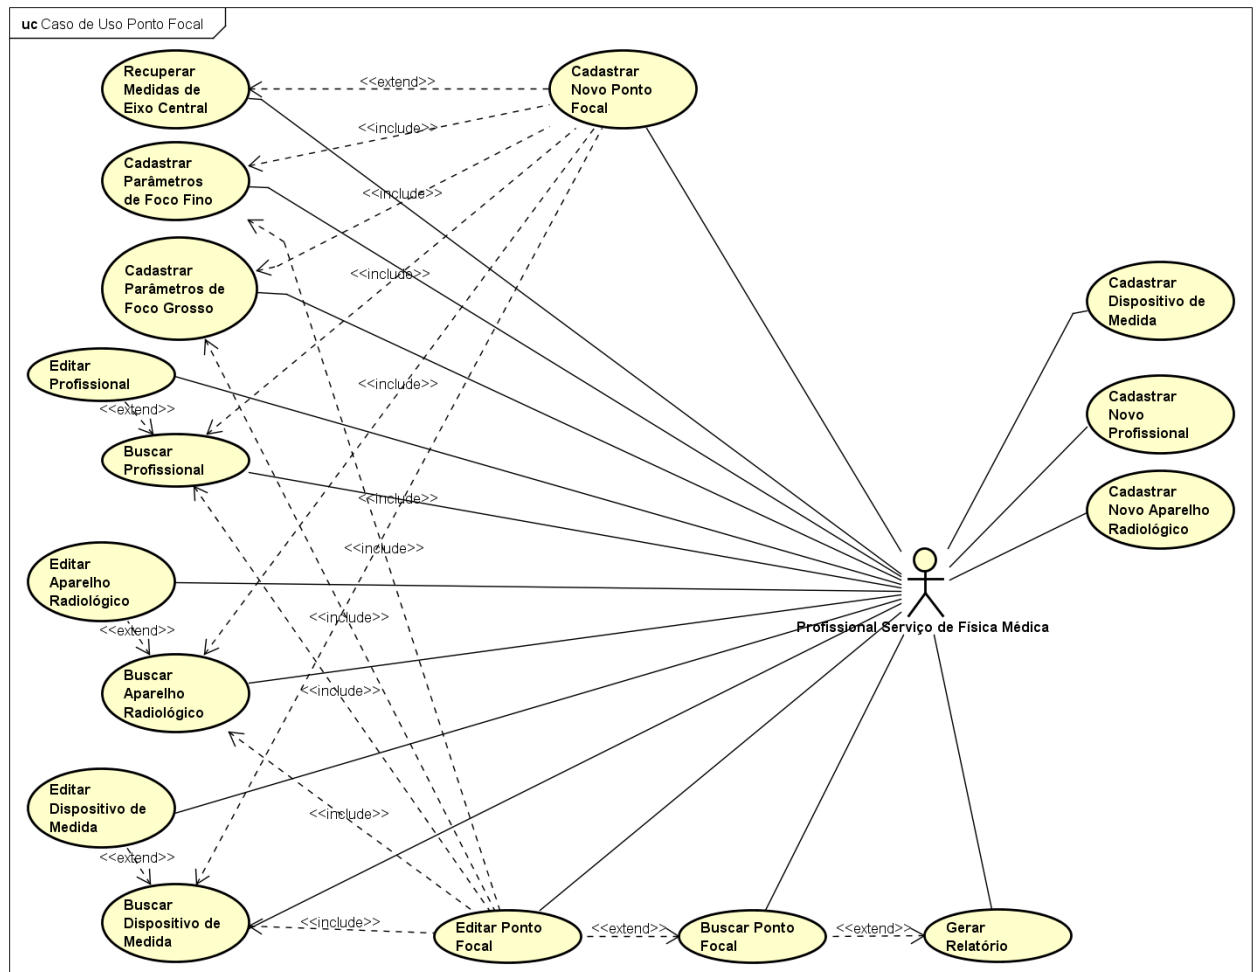 uc Caso de Uso Ponto Focal
Recuperar
Medidas de
Eixo Central
<<extend>>
Cadastrar
Novo Ponto
Focal
<<include>>
Cadastrar
Parâmetros
de Foco Fino
<<include>>
Cadastrar
Parâmetros de
Foco Grosso
<<include>>
Cadastrar
Dispositivo de
Medida
Editar
Profissional
<<include>>
<<extend>>
Cadastrar
Novo
Profissional
Buscar
Profissional
<<include>>
Cadastrar
Novo Aparelho
Radiológico
<<include>>
Editar
Aparelho
Radiológico
<<include>>
<<extend>>
Profissional Serviço de Física Médica
Buscar
Aparelho
Radiológico
<<include>>
Editar
Dispositivo de
Medida
<<include>>
<<extend>>
Buscar
Dispositivo de
Medida
<<include>>
Editar Ponto
Focal
<<extend>>
Buscar Ponto
Focal
<<extend>>
Gerar
Relatório